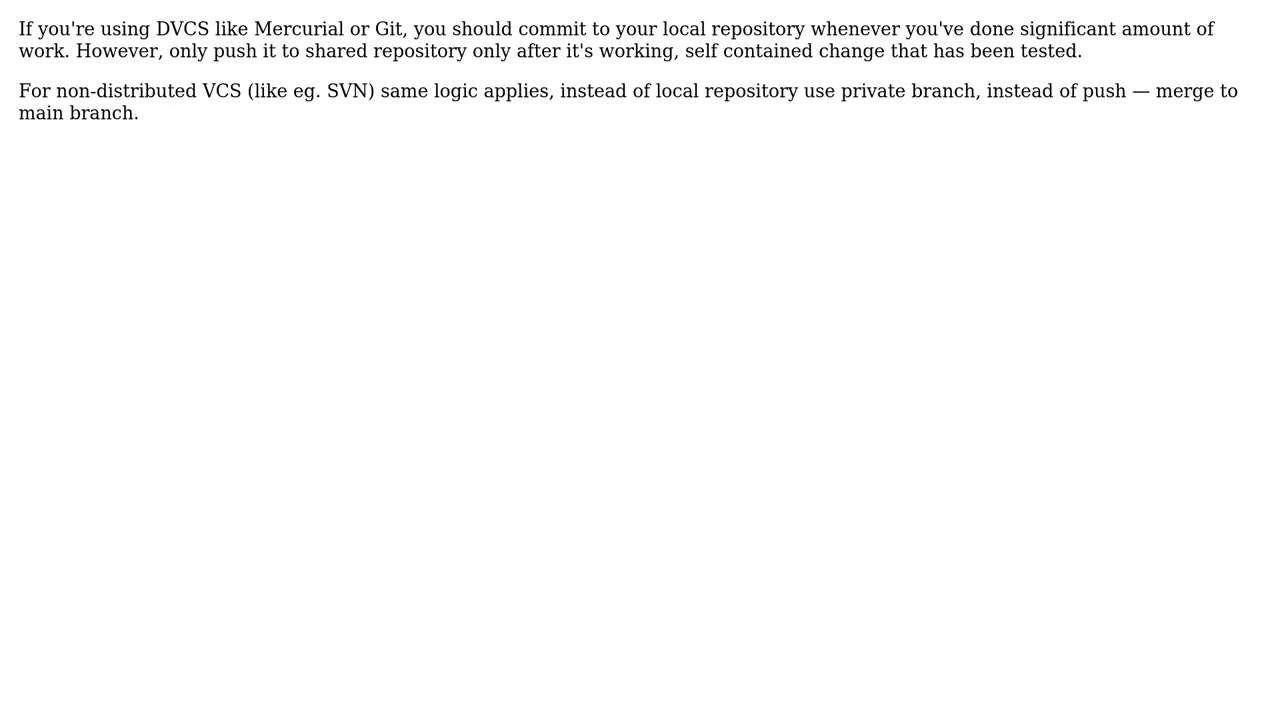 If you're using DVCS like Mercurial or Git, you should commit to your local repository whenever you've done significant amount of
work. However, only push it to shared repository only after it's working, self contained change that has been tested.
For non-distributed VCS (like eg. SVN) same logic applies, instead of local repository use private branch, instead of push — merge to
main branch.